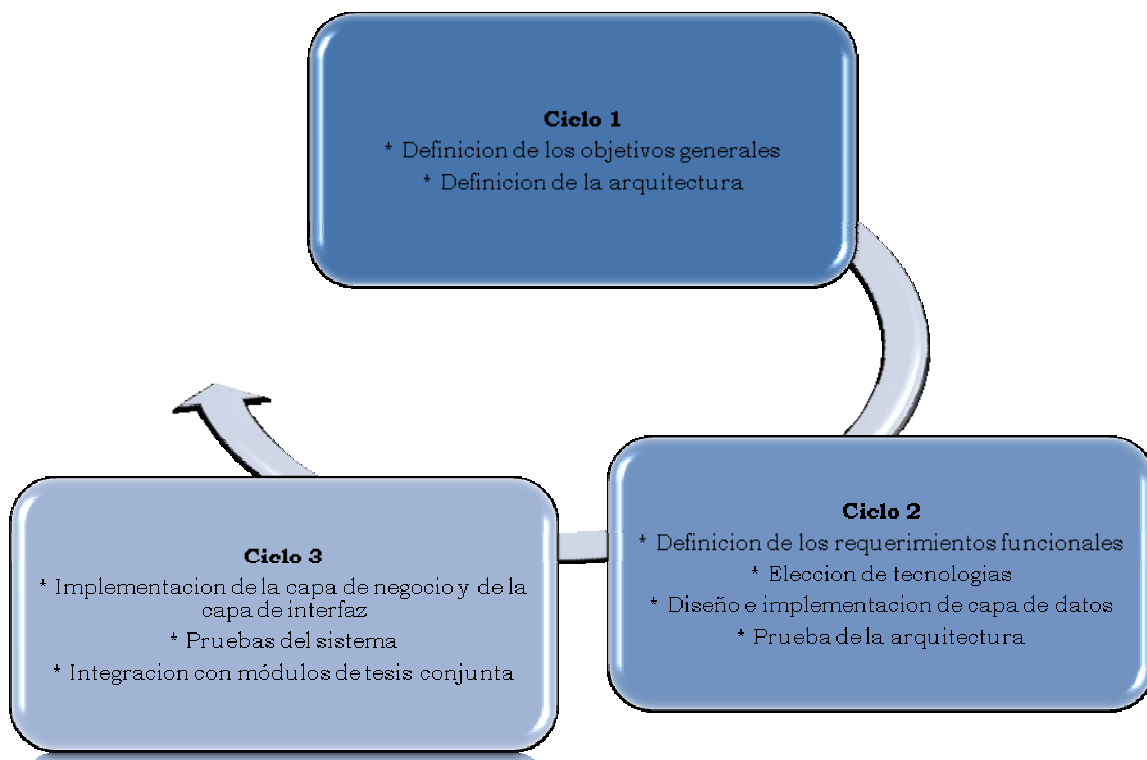 Ciclo 1
* Definicion de los objetivos generales
* Definicion de la arquitectura
Ciclo 2
* Definicion de los requerimientos funcionales
* Eleccion de tecnologias
* Diseño e implementacion de capa de datos
* Prueba de la arquitectura
Ciclo 3
* Implementacion de la capa de negocio y de la
capa de interfaz
* Pruebas del sistema
* Integracion con módulos de tesis conjunta